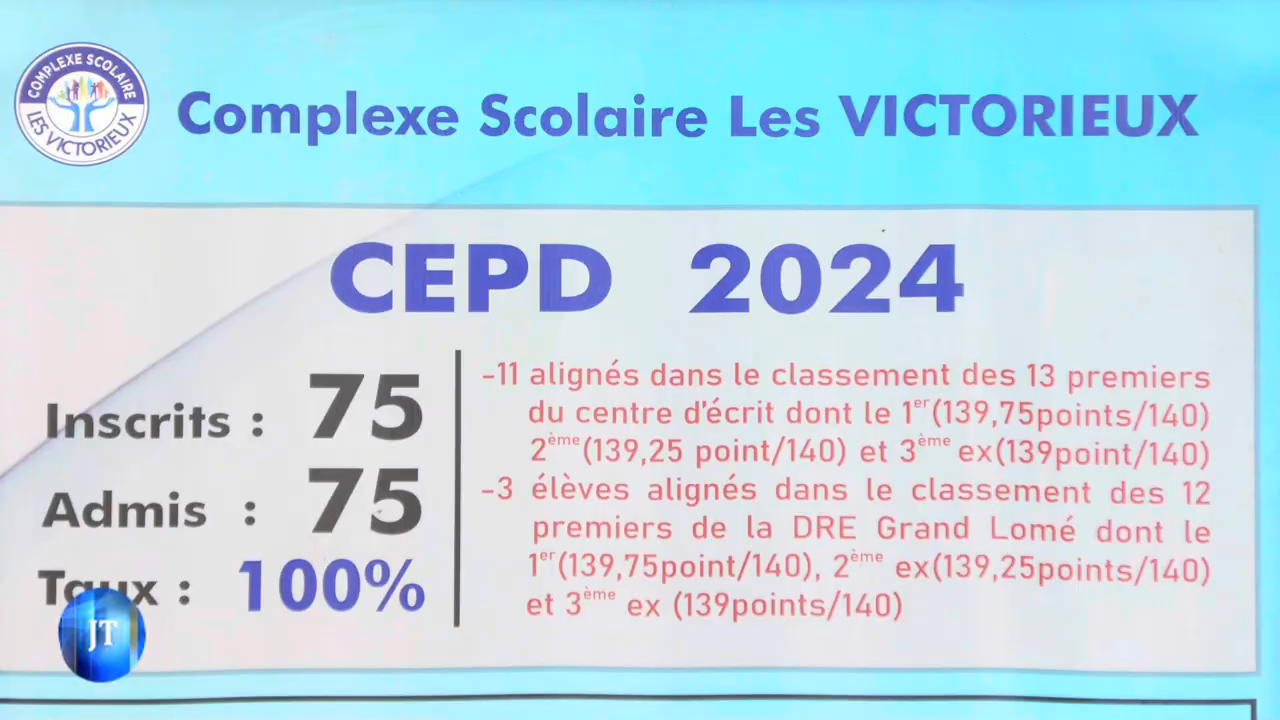 COMPLEXE SCOLAIRE
LES VICTORIEUX
Complexe Scolaire Les VICTORIEUX
CEPD 2024
Inscrits : 75
Admis : 75
Taux : 100%
-11 alignés dans le classement des 13 premiers
du centre d'écrit dont le 1er(139,75points/140)
2ème(139,25 point/140) et 3ème ex(139point/140)
-3 élèves alignés dans le classement des 12
premiers de la DRE Grand Lomé dont le
1er(139,75point/140), 2ème ex(139,25points/140)
et 3ème ex (139points/140)
JT